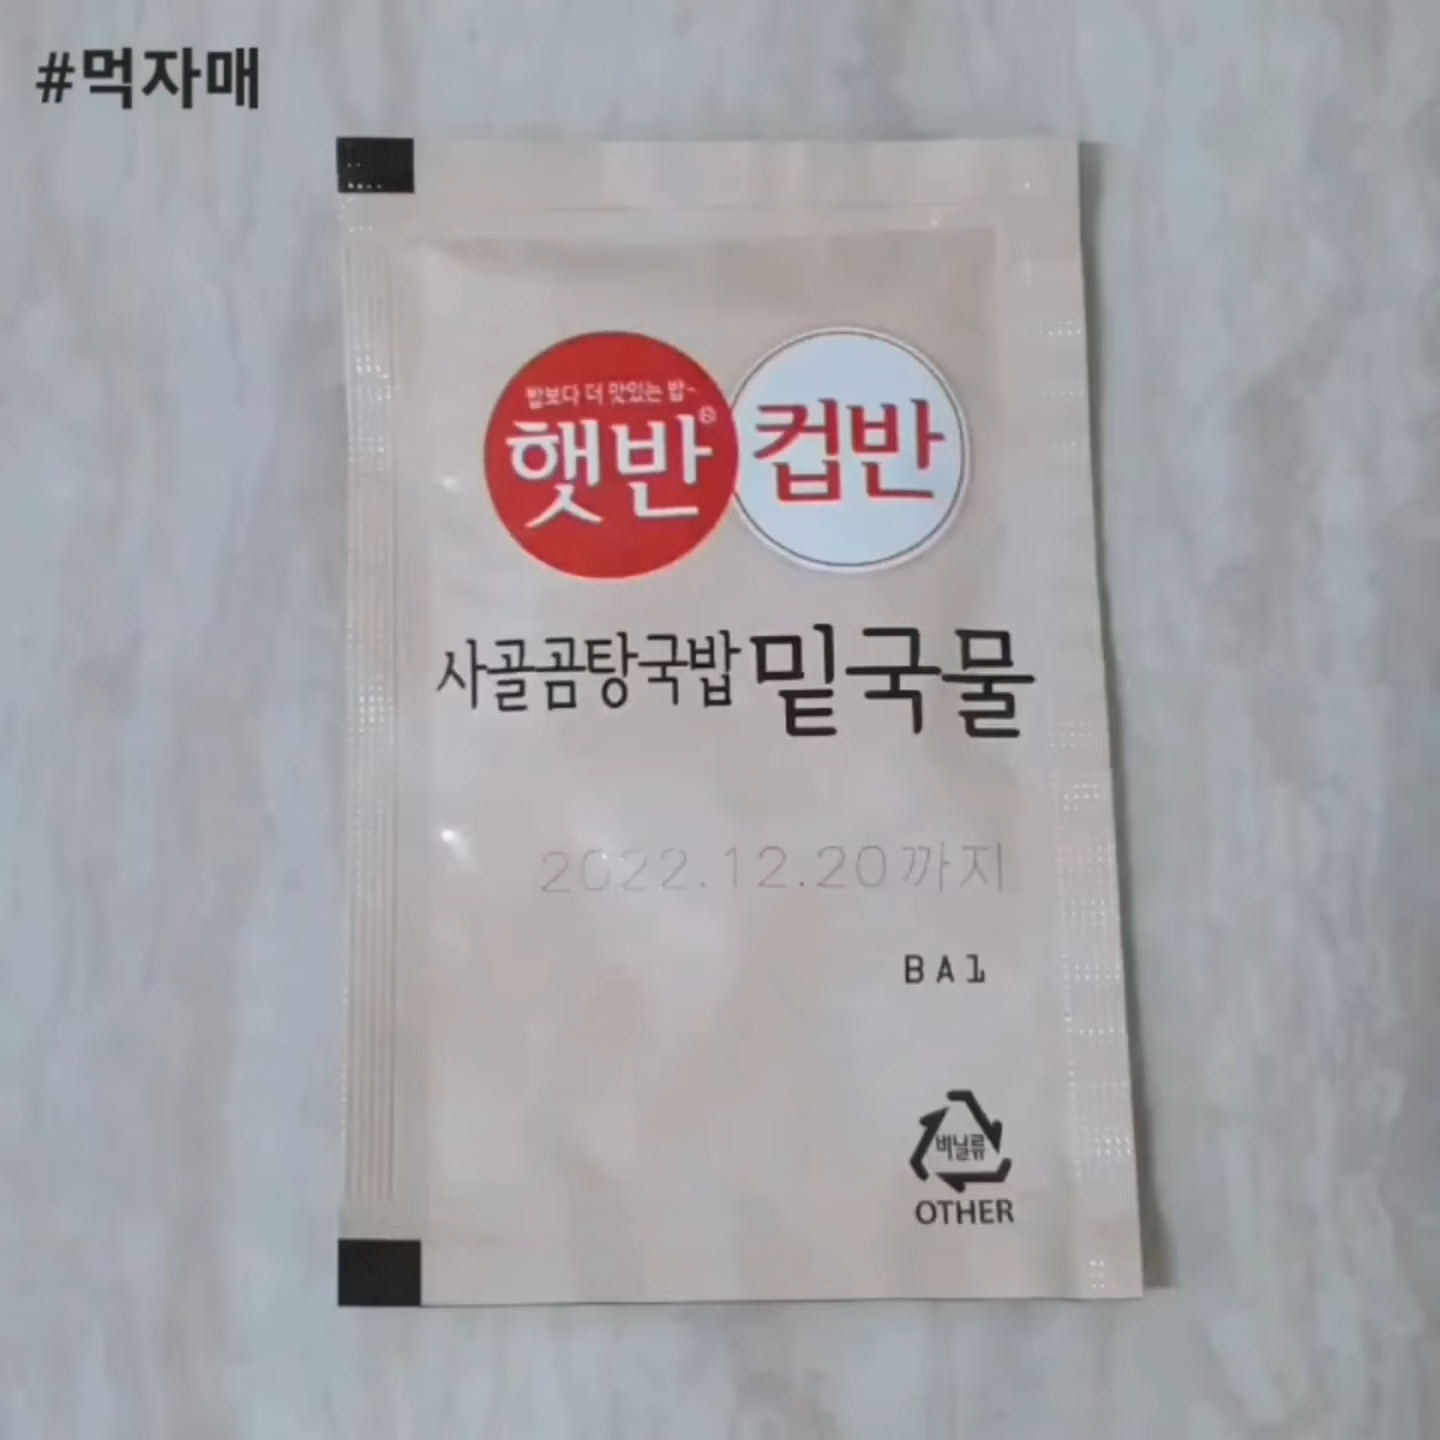 #먹자매
밥보다 더 맛있는 밥~
햇반®
컵반
사골곰탕국밥 밑국물
2022.12.20까지
BA1
비닐류
OTHER